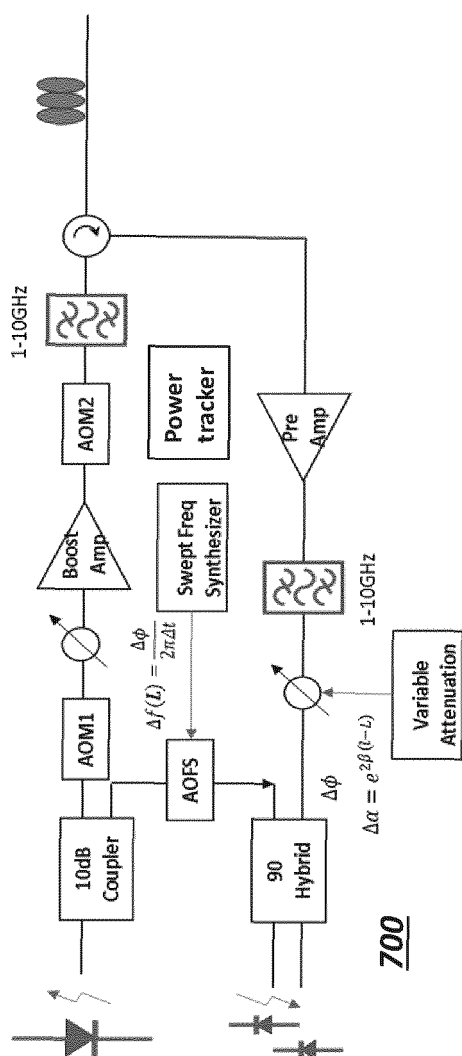 10dB
Coupler
AOM1
Boost
Amp
AOM2
1-10GHz
AOFS
Δf(L) = Δϕ / 2πΔt
Swept Freq
Synthesizer
Power
tracker
90
Hybrid
Δϕ
Δα = e^{2β(l-L)}
Variable
Attenuation
1-10GHz
Pre
Amp
700